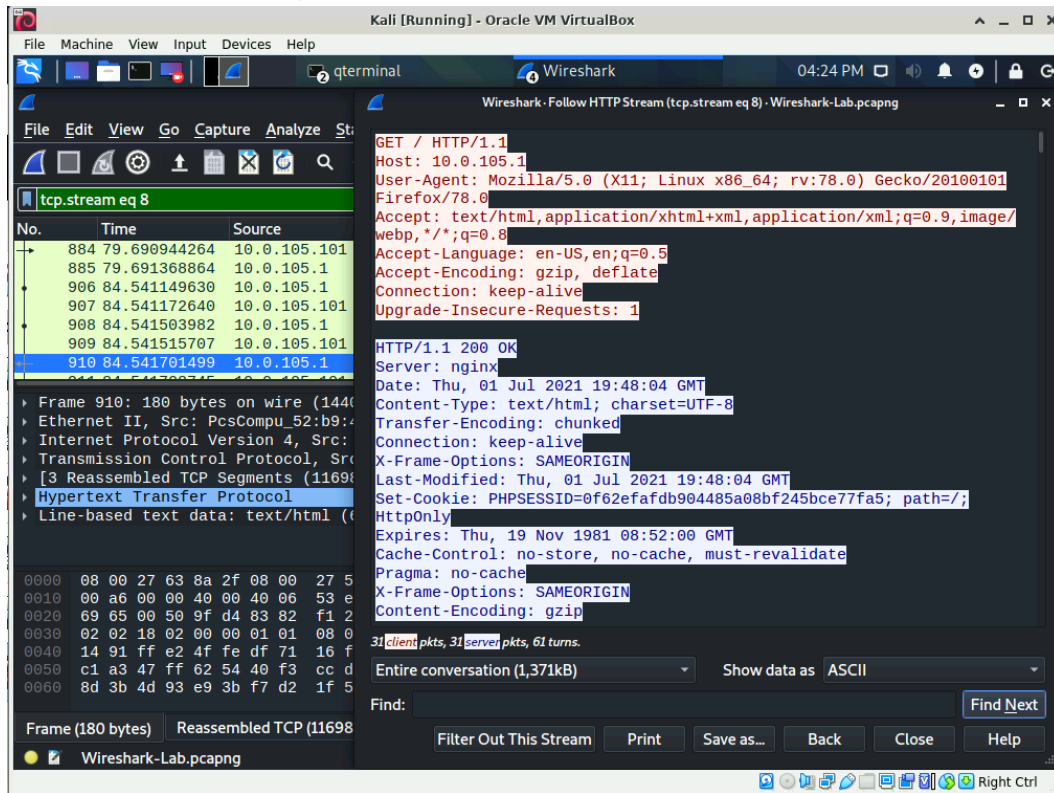 Kali [Running] - Oracle VM VirtualBox
File Machine View Input Devices Help
qterminal
Wireshark
04:24 PM
Wireshark · Follow HTTP Stream (tcp.stream eq 8) · Wireshark-Lab.pcapng
File Edit View Go Capture Analyze
tcp.stream eq 8
No. Time Source
884 79.690944264 10.0.105.101
885 79.691368864 10.0.105.1
906 84.541149630 10.0.105.1
907 84.541172640 10.0.105.101
908 84.541503982 10.0.105.1
909 84.541515707 10.0.105.101
910 84.541701499 10.0.105.1
Frame 910: 180 bytes on wire (1440
Ethernet II, Src: PcsCompu_52:b9:
Internet Protocol Version 4, Src:
Transmission Control Protocol,
[3 Reassembled TCP Segments (11698
Hypertext Transfer Protocol
Line-based text data: text/html
0000 08 00 27 63 8a 2f 08 00 27 5
0010 00 a6 00 00 40 00 40 06 53 e
0020 69 65 00 50 9f d4 83 82 f1 2
0030 02 02 18 02 00 00 01 01 08 0
0040 14 91 ff e2 4f fe df 71 16 f
0050 c1 a3 47 ff 62 54 40 f3 cc d
0060 8d 3b 4d 93 e9 3b f7 d2 1f 5
Frame (180 bytes) Reassembled TCP (11698
Wireshark-Lab.pcapng
GET / HTTP/1.1
Host: 10.0.105.1
User-Agent: Mozilla/5.0 (X11; Linux x86_64; rv:78.0) Gecko/20100101
Firefox/78.0
Accept: text/html,application/xhtml+xml,application/xml;q=0.9,image/
webp,*/*;q=0.8
Accept-Language: en-US,en;q=0.5
Accept-Encoding: gzip, deflate
Connection: keep-alive
Upgrade-Insecure-Requests: 1
HTTP/1.1 200 OK
Server: nginx
Date: Thu, 01 Jul 2021 19:48:04 GMT
Content-Type: text/html; charset=UTF-8
Transfer-Encoding: chunked
Connection: keep-alive
X-Frame-Options: SAMEORIGIN
Last-Modified: Thu, 01 Jul 2021 19:48:04 GMT
Set-Cookie: PHPSESSID=0f62efafdb904485a08bf245bce77fa5; path=/;
HttpOnly
Expires: Thu, 19 Nov 1981 08:52:00 GMT
Cache-Control: no-store, no-cache, must-revalidate
Pragma: no-cache
X-Frame-Options: SAMEORIGIN
Content-Encoding: gzip
31 client pkts, 31 server pkts, 61 turns.
Entire conversation (1,371kB) Show data as ASCII
Find: Find Next
Filter Out This Stream Print Save as... Back Close Help
Right Ctrl